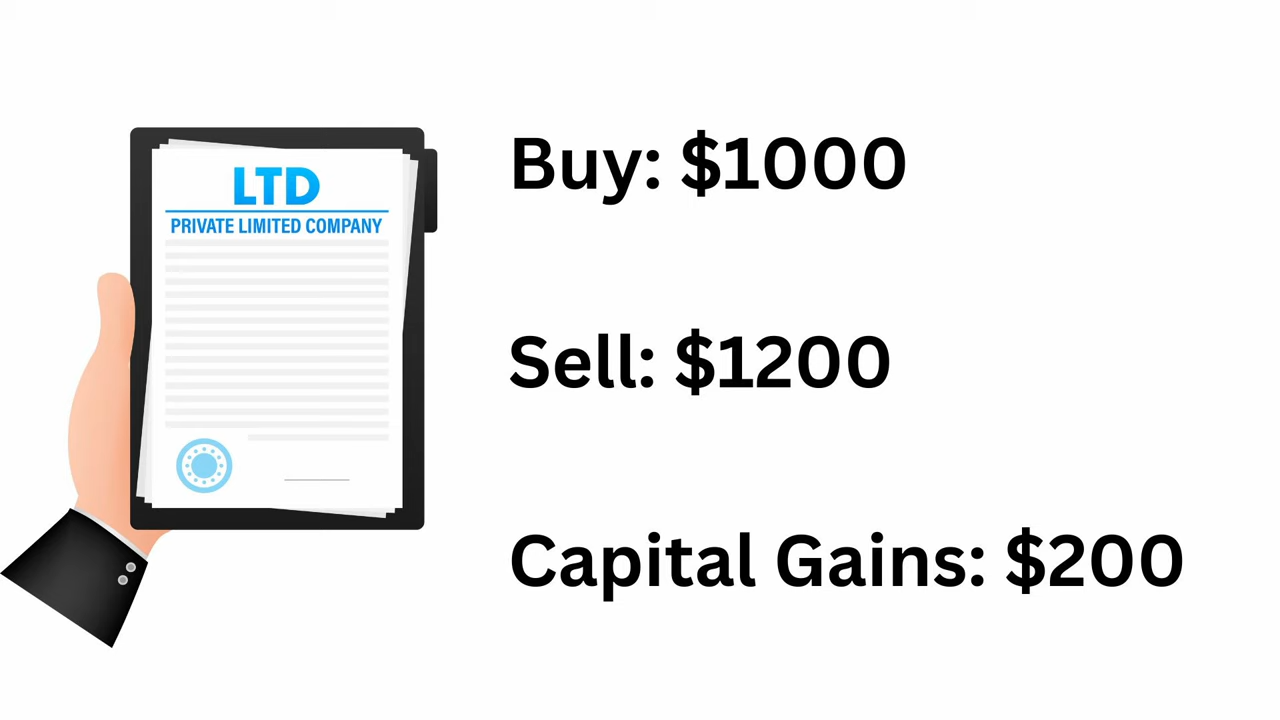 LTD
PRIVATE LIMITED COMPANY
Buy: $1000
Sell: $1200
Capital Gains: $200